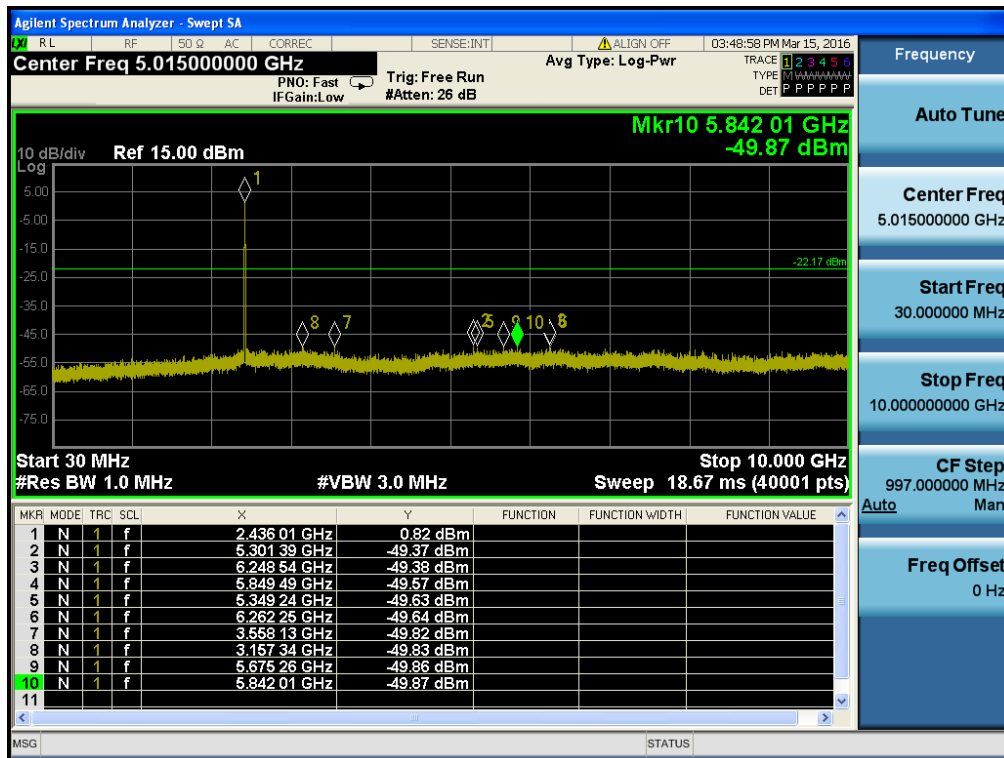 Agilent Spectrum Analyzer - Swept SA
LXI RL RF 50 Ω AC CORREC SENSE:INT ALIGN OFF 03:48:58 PM Mar 15, 2016
Center Freq 5.015000000 GHz
PNO: Fast
IFGain:Low
Trig: Free Run
#Atten: 26 dB
Avg Type: Log-Pwr
TRACE 1 2 3 4 5 6
TYPE M
DET P P P P P P
Mkr10 5.842 01 GHz
-49.87 dBm
10 dB/div Ref 15.00 dBm
Log
1
5.00
-5.00
-15.0
-22.17 dBm
-25.0
-35.0
8 7 5 9 10
-45.0
-55.0
-65.0
-75.0
Start 30 MHz Stop 10.000 GHz
#Res BW 1.0 MHz #VBW 3.0 MHz Sweep 18.67 ms (40001 pts)
MKR MODE TRC SCL X Y FUNCTION FUNCTION WIDTH FUNCTION VALUE
1 N 1 f 2.436 01 GHz 0.82 dBm
2 N 1 f 5.301 39 GHz -49.37 dBm
3 N 1 f 6.248 54 GHz -49.38 dBm
4 N 1 f 5.849 49 GHz -49.57 dBm
5 N 1 f 5.349 24 GHz -49.63 dBm
6 N 1 f 6.262 25 GHz -49.64 dBm
7 N 1 f 3.558 13 GHz -49.82 dBm
8 N 1 f 3.157 34 GHz -49.83 dBm
9 N 1 f 5.675 26 GHz -49.86 dBm
10 N 1 f 5.842 01 GHz -49.87 dBm
11
MSG STATUS
Frequency
Auto Tune
Center Freq
5.015000000 GHz
Start Freq
30.000000 MHz
Stop Freq
10.000000000 GHz
CF Step
997.000000 MHz
Auto Man
Freq Offset
0 Hz